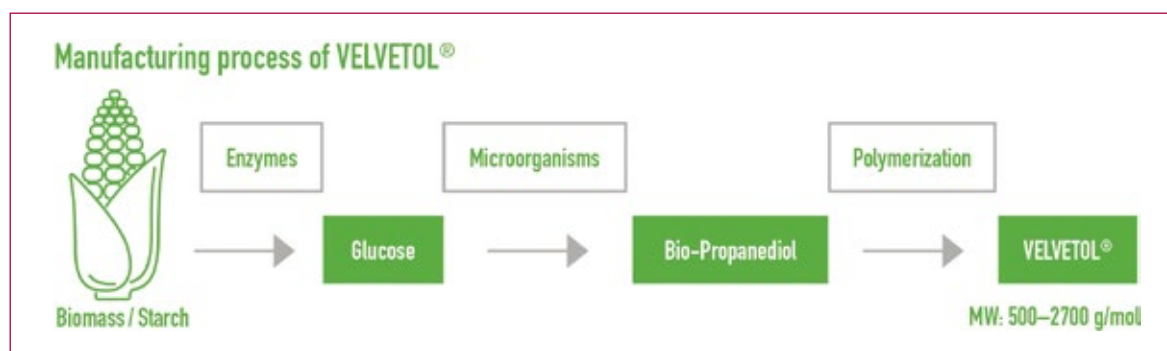 Manufacturing process of VELVETOL®
Enzymes
Microorganisms
Polymerization
Glucose
Bio-Propanediol
VELVETOL®
Biomass / Starch
MW: 500–2700 g/mol